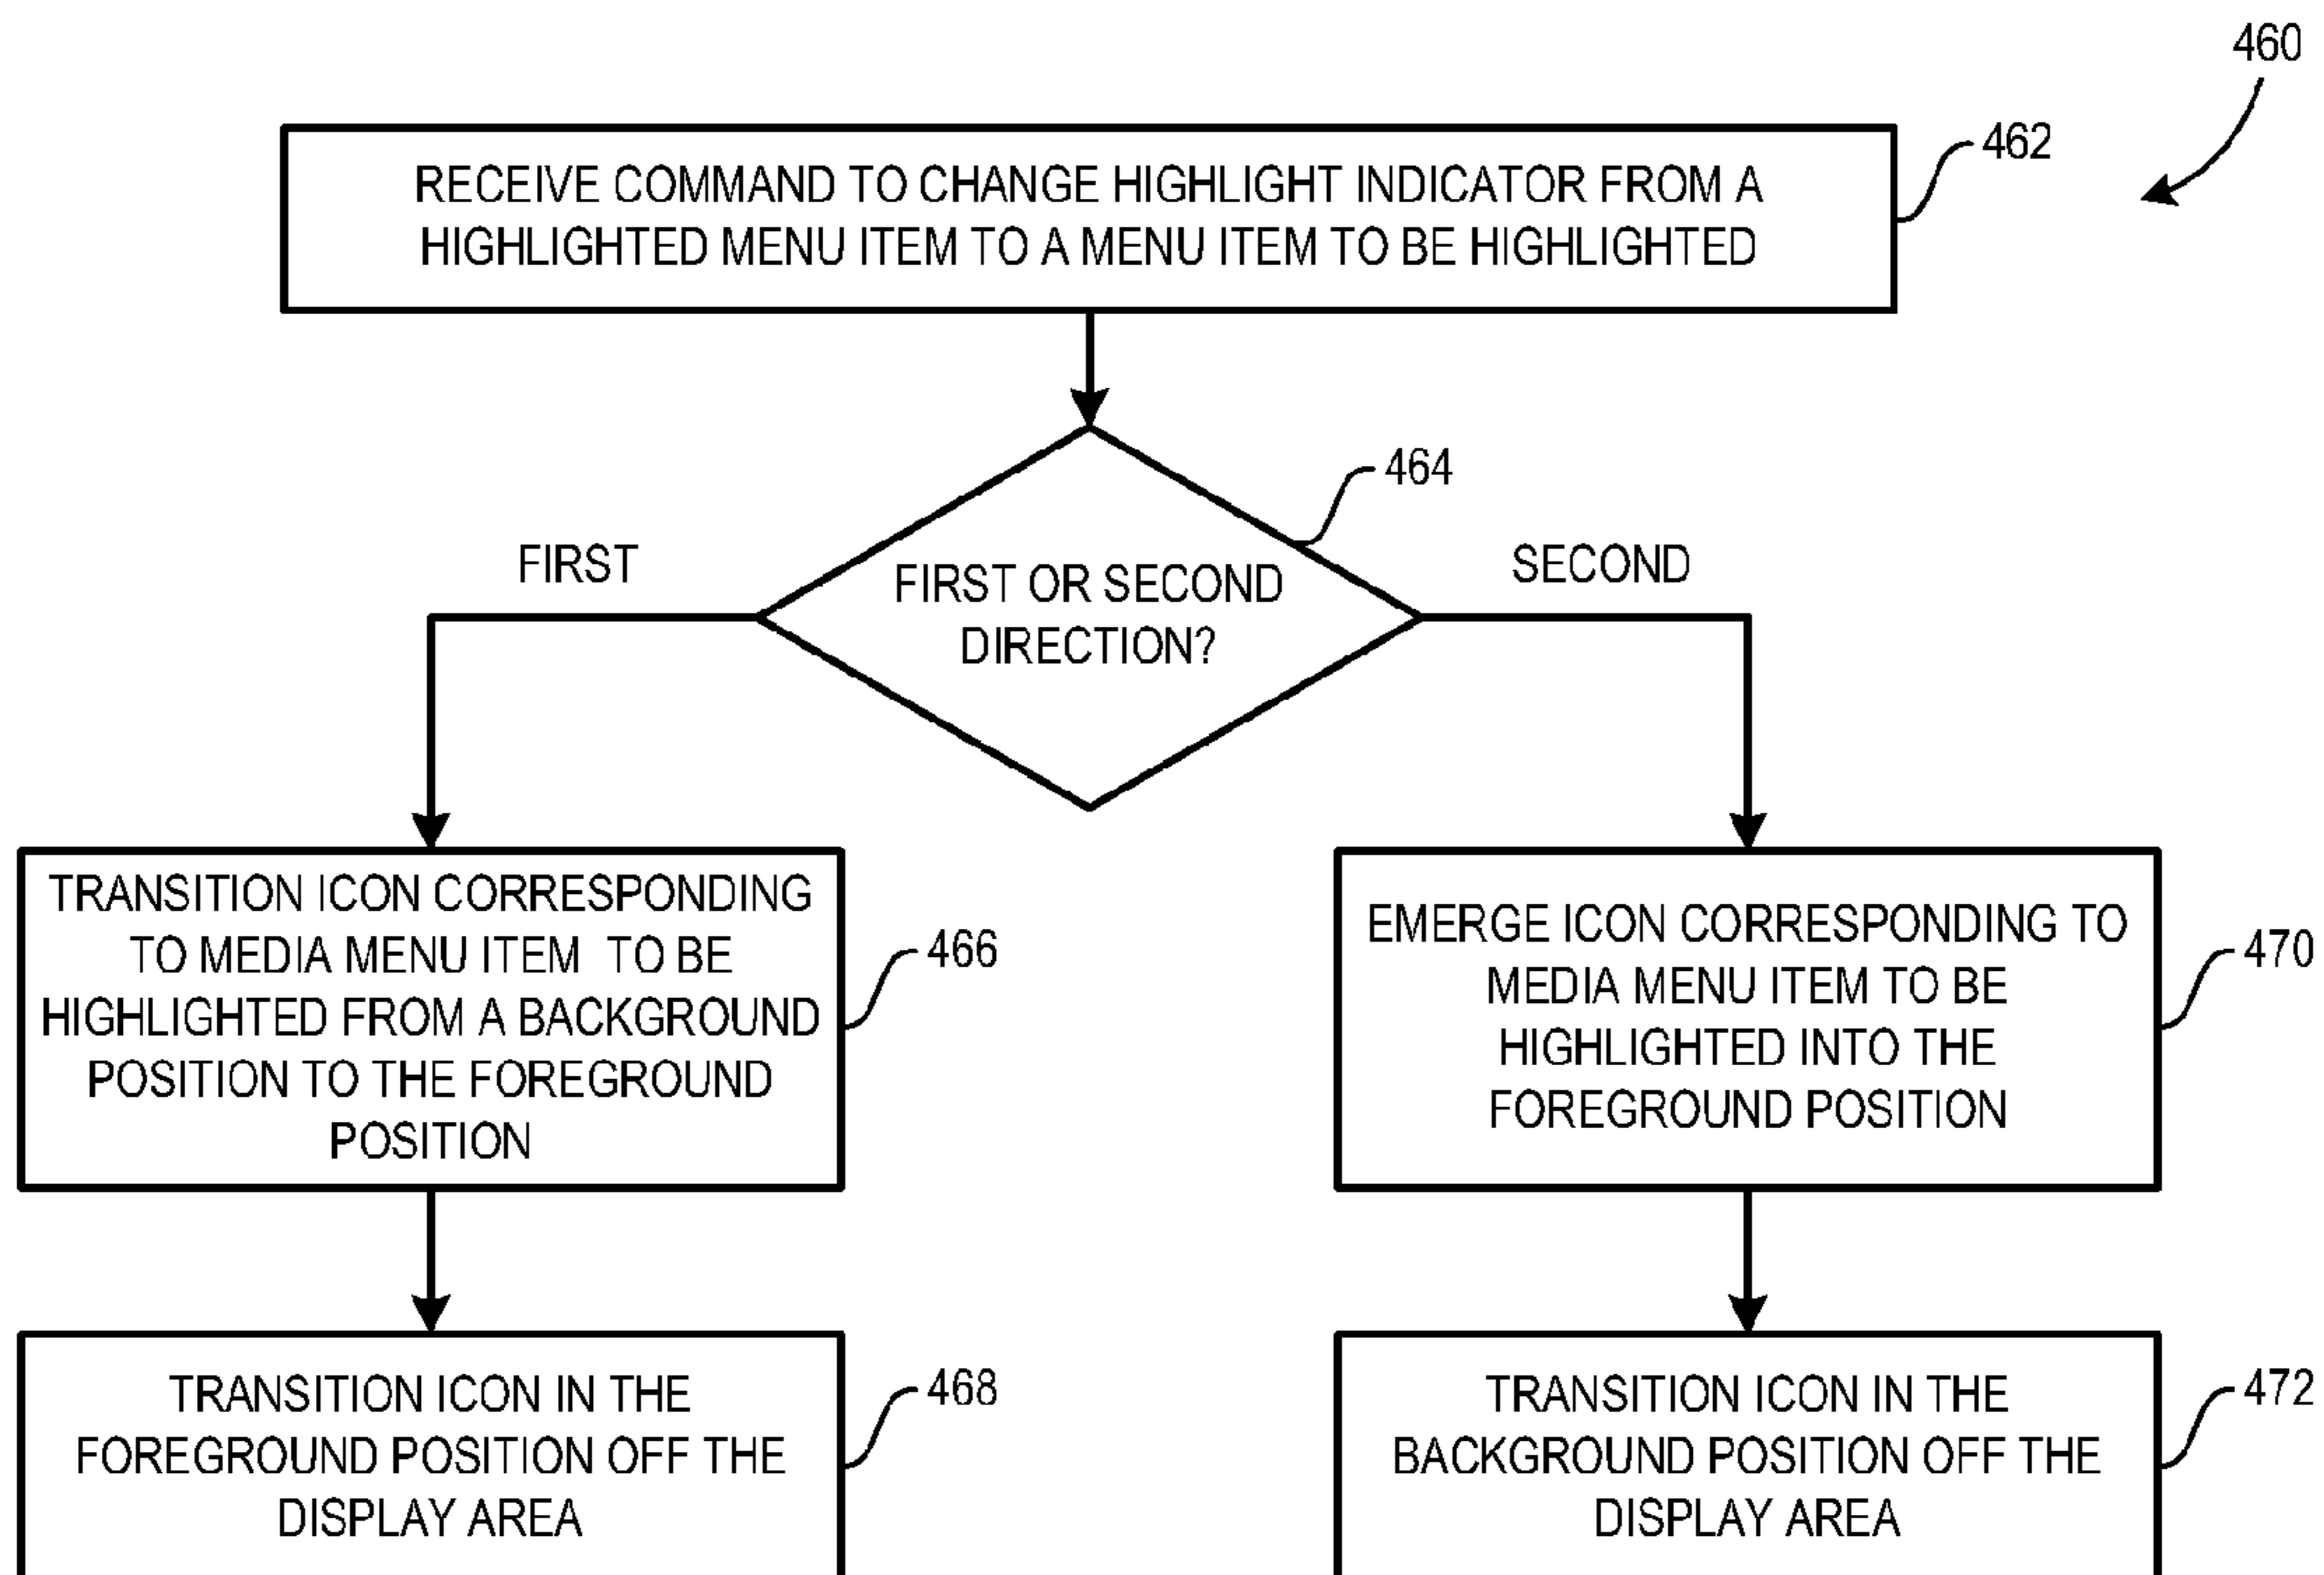 460
RECEIVE COMMAND TO CHANGE HIGHLIGHT INDICATOR FROM A
HIGHLIGHTED MENU ITEM TO A MENU ITEM TO BE HIGHLIGHTED
462
464
FIRST
FIRST OR SECOND
DIRECTION?
SECOND
TRANSITION ICON CORRESPONDING
TO MEDIA MENU ITEM TO BE
HIGHLIGHTED FROM A BACKGROUND
POSITION TO THE FOREGROUND
POSITION
466
EMERGE ICON CORRESPONDING TO
MEDIA MENU ITEM TO BE
HIGHLIGHTED INTO THE
FOREGROUND POSITION
470
TRANSITION ICON IN THE
FOREGROUND POSITION OFF THE
DISPLAY AREA
468
TRANSITION ICON IN THE
BACKGROUND POSITION OFF THE
DISPLAY AREA
472